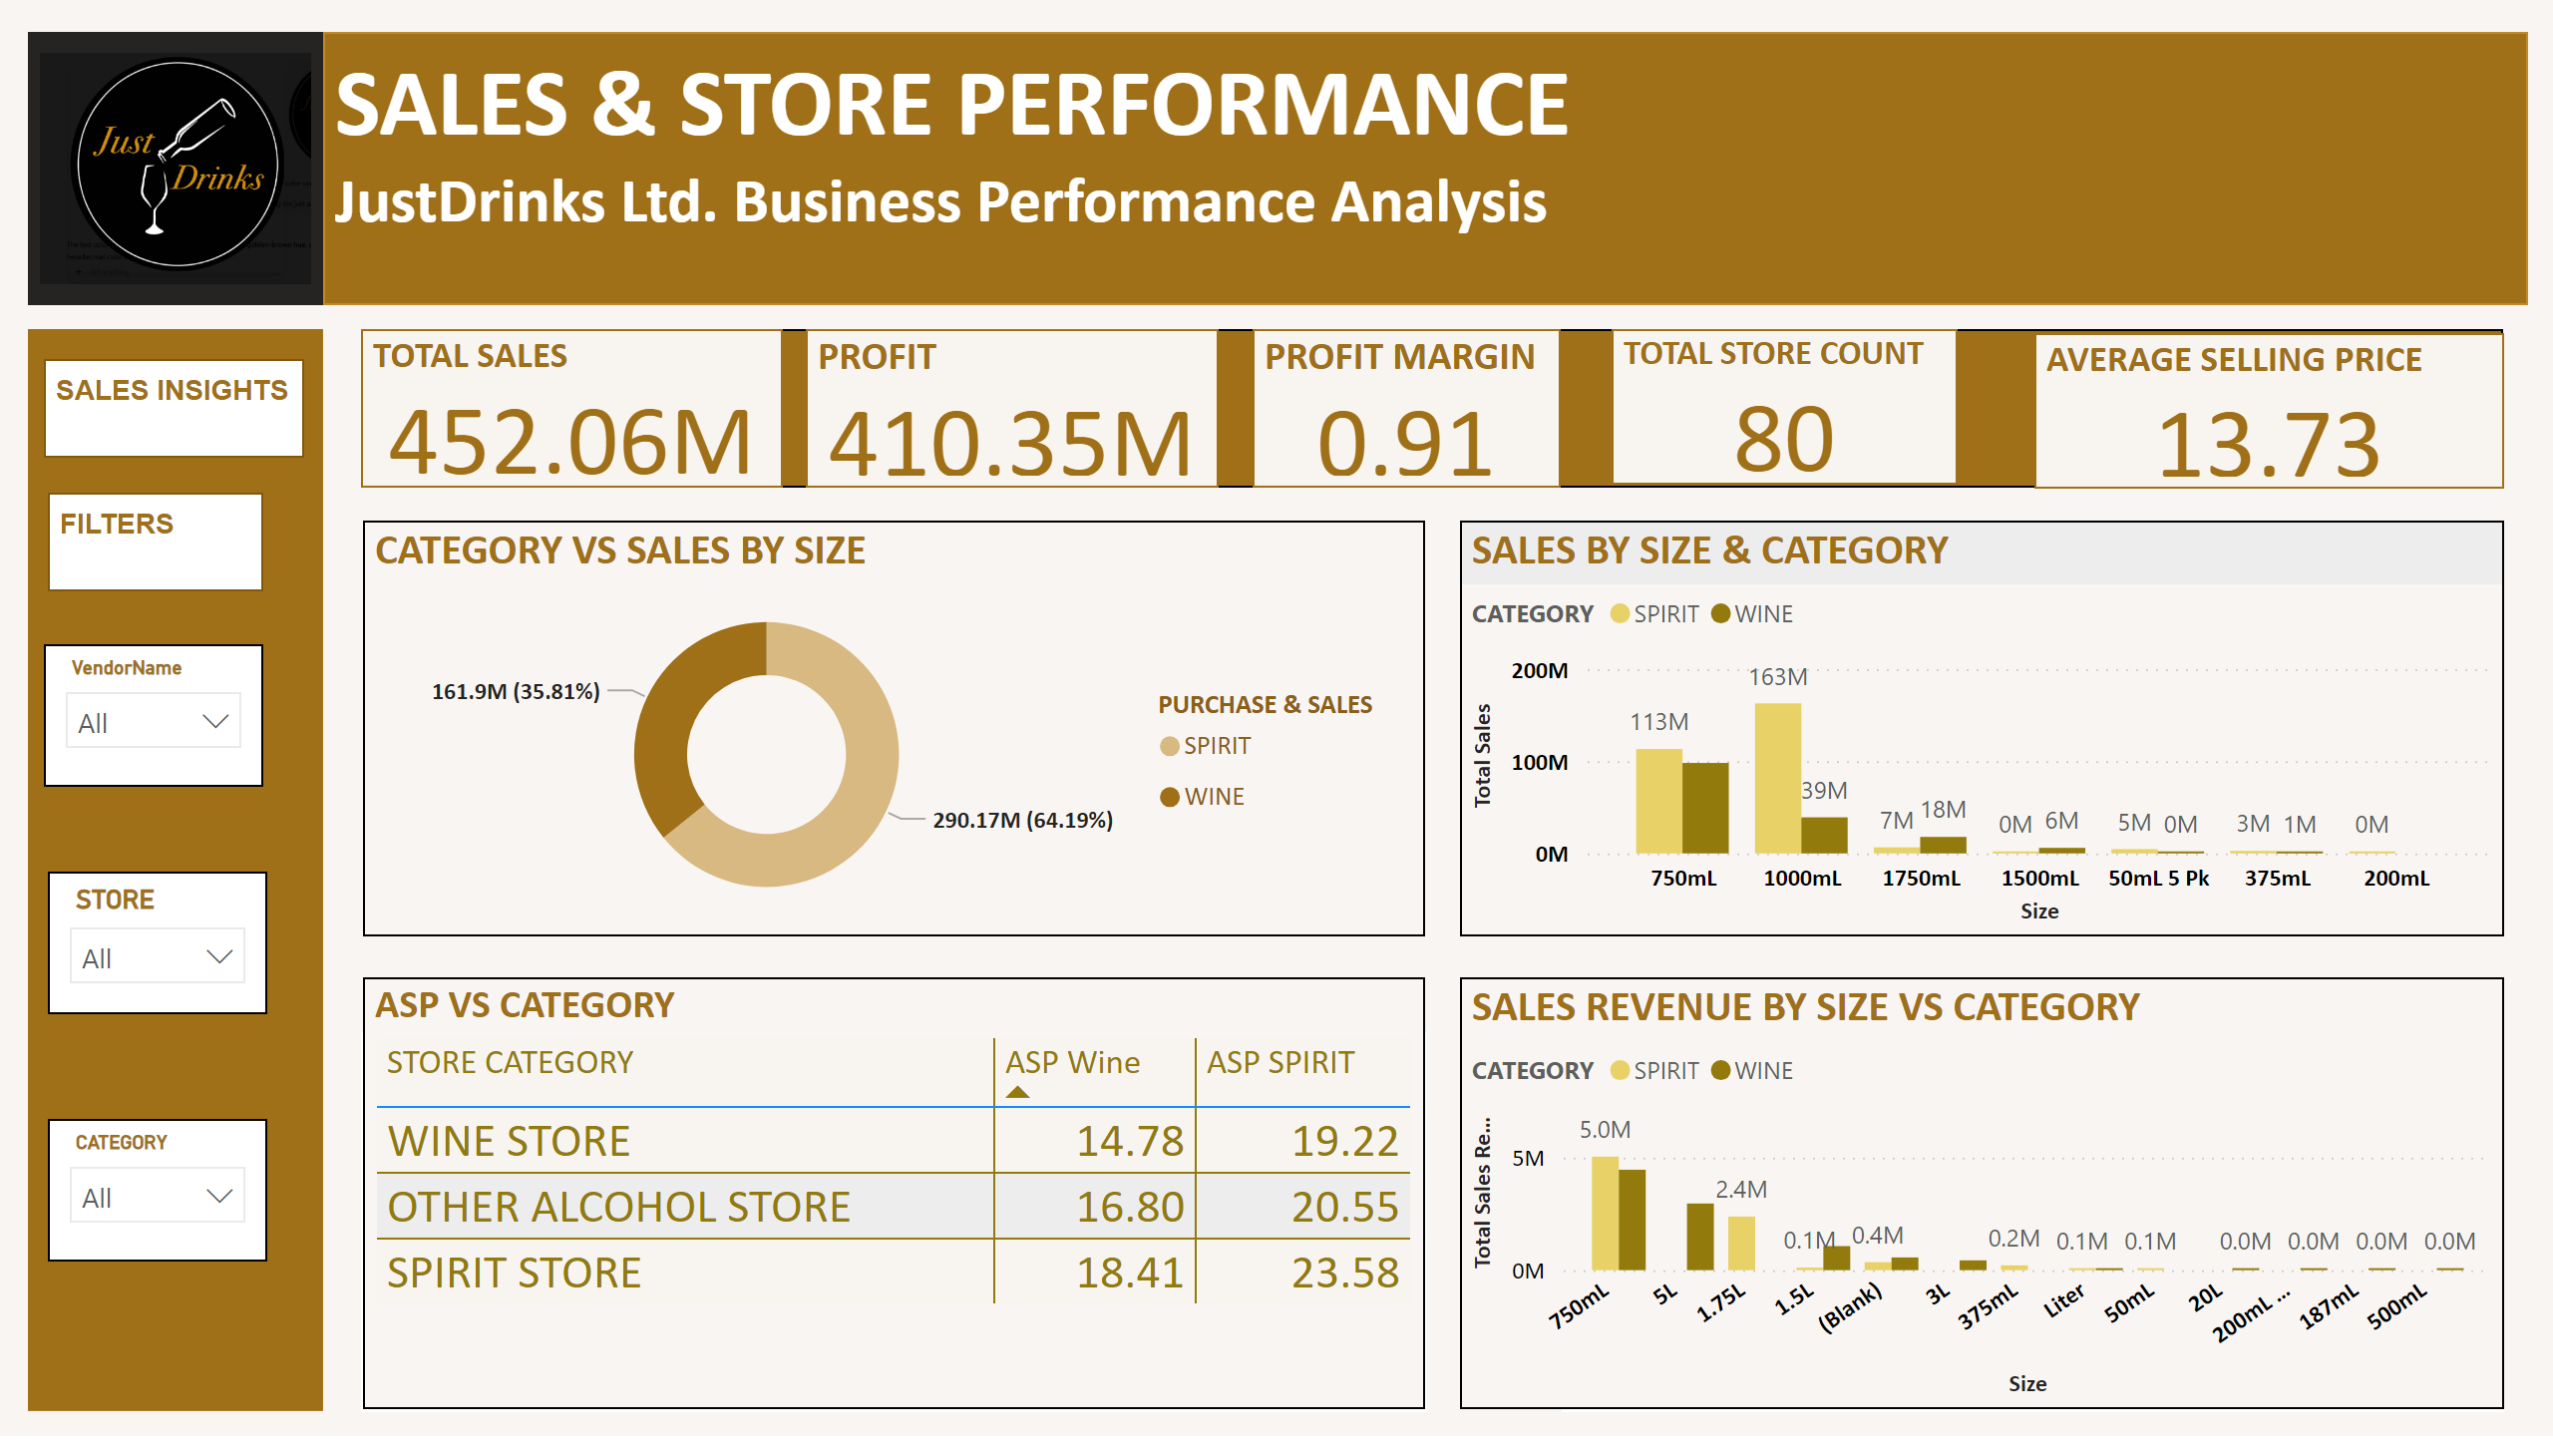 Just
Drinks
SALES & STORE PERFORMANCE
JustDrinks Ltd. Business Performance Analysis
SALES INSIGHTS
FILTERS
VendorName
All
STORE
All
CATEGORY
All
TOTAL SALES
452.06M
PROFIT
410.35M
PROFIT MARGIN
0.91
TOTAL STORE COUNT
80
AVERAGE SELLING PRICE
13.73
CATEGORY VS SALES BY SIZE
161.9M (35.81%)
290.17M (64.19%)
PURCHASE & SALES
SPIRIT
WINE
SALES BY SIZE & CATEGORY
CATEGORY SPIRIT WINE
Total Sales
200M
100M
0M
113M 163M 39M 7M 18M 0M 6M 5M 0M 3M 1M 0M
750mL 1000mL 1750mL 1500mL 50mL 5 Pk 375mL 200mL
Size
ASP VS CATEGORY
STORE CATEGORY ASP Wine ASP SPIRIT
WINE STORE 14.78 19.22
OTHER ALCOHOL STORE 16.80 20.55
SPIRIT STORE 18.41 23.58
SALES REVENUE BY SIZE VS CATEGORY
CATEGORY SPIRIT WINE
Total Sales Re...
5M
0M
5.0M 2.4M 0.1M 0.4M 0.2M 0.1M 0.1M 0.0M 0.0M 0.0M 0.0M
750mL 5L 1.75L 1.5L (Blank) 3L 375mL Liter 50mL 20L 200mL ... 187mL 500mL
Size